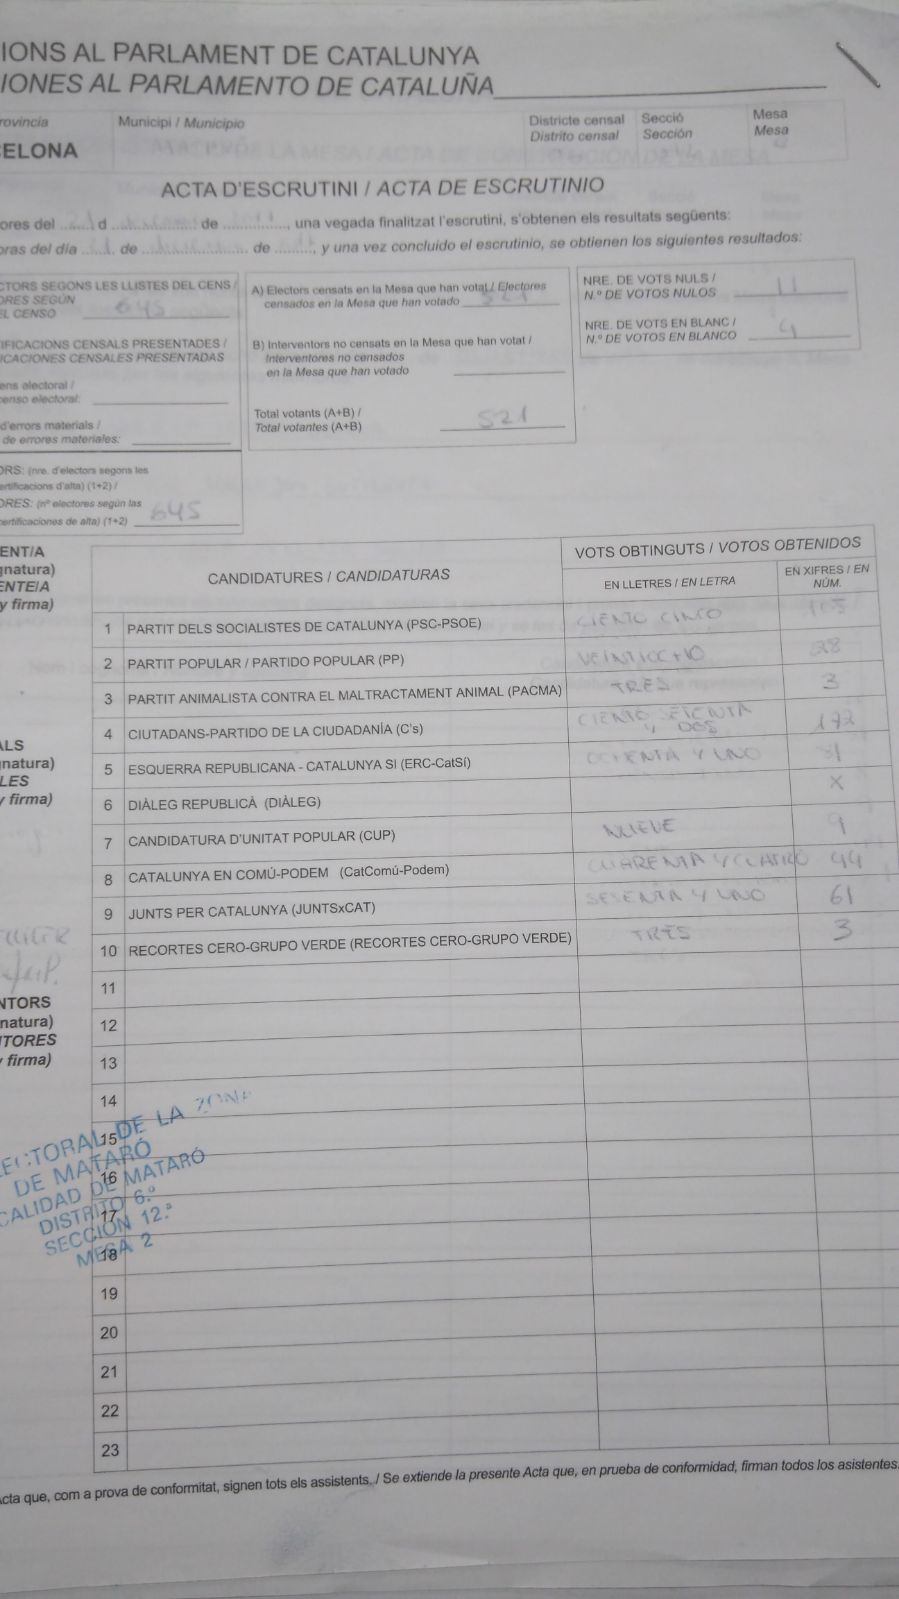 IONS AL PARLAMENT DE CATALUNYA
IONES AL PARLAMENTO DE CATALUÑA
rovincia Municipi / Municipio Districte censal Secció Mesa
Distrito censal Sección Mesa
CELONA
ACTA D'ESCRUTINI / ACTA DE ESCRUTINIO
ores del d de , una vegada finalitzat l'escrutini, s'obtenen els resultats següents:
oras del día de de , y una vez concluido el escrutinio, se obtienen los siguientes resultados:
CTORS SEGONS LES LLISTES DEL CENS /
ORES SEGÚN
EL CENSO 645
IFICACIONS CENSALS PRESENTADES /
ICACIONES CENSALES PRESENTADAS
ens electoral /
censo electoral:
d'errors materials /
de errores materiales:
ORS: (nre. d'electors segons les
ertificacions d'alta) (1+2) /
ORES: (nº electores según las
certificaciones de alta) (1+2) 645
A) Electors censats en la Mesa que han votat / Electores
censados en la Mesa que han votado 521
B) Interventors no censats en la Mesa que han votat /
Interventores no censados
en la Mesa que han votado
Total votants (A+B) /
Total votantes (A+B) 521
NRE. DE VOTS NULS /
N.º DE VOTOS NULOS 11
NRE. DE VOTS EN BLANC /
N.º DE VOTOS EN BLANCO 4
ENT/A
gnatura)
ENTE/A
y firma)
CANDIDATURES / CANDIDATURAS VOTS OBTINGUTS / VOTOS OBTENIDOS
EN LLETRES / EN LETRA EN XIFRES / EN
NÚM.
1 PARTIT DELS SOCIALISTES DE CATALUNYA (PSC-PSOE) CIENTO CINCO 105
2 PARTIT POPULAR / PARTIDO POPULAR (PP) VEINTIOCHO 28
3 PARTIT ANIMALISTA CONTRA EL MALTRACTAMENT ANIMAL (PACMA) TRES 3
4 CIUTADANS-PARTIDO DE LA CIUDADANÍA (C's) CIENTO SETENTA
Y DOS 172
5 ESQUERRA REPUBLICANA - CATALUNYA SI (ERC-CatSí) OCHENTA Y UNO 81
6 DIÀLEG REPUBLICÀ (DIÀLEG) X
7 CANDIDATURA D'UNITAT POPULAR (CUP) NUEVE 9
8 CATALUNYA EN COMÚ-PODEM (CatComú-Podem) CUARENTA Y CUATRO 44
9 JUNTS PER CATALUNYA (JUNTSxCAT) SESENTA Y UNO 61
10 RECORTES CERO-GRUPO VERDE (RECORTES CERO-GRUPO VERDE) TRES 3
ALS
gnatura)
LES
y firma)
NTORS
natura)
ITORES
y firma)
11
12
13
14
15
16
17
18
19
20
21
22
23
ECTORAL DE LA ZONA
DE MATARÓ
CALIDAD DE MATARÓ
DISTRITO 6.º
SECCIÓN 12.ª
MESA 2
Acta que, com a prova de conformitat, signen tots els assistents. / Se extiende la presente Acta que, en prueba de conformidad, firman todos los asistentes.